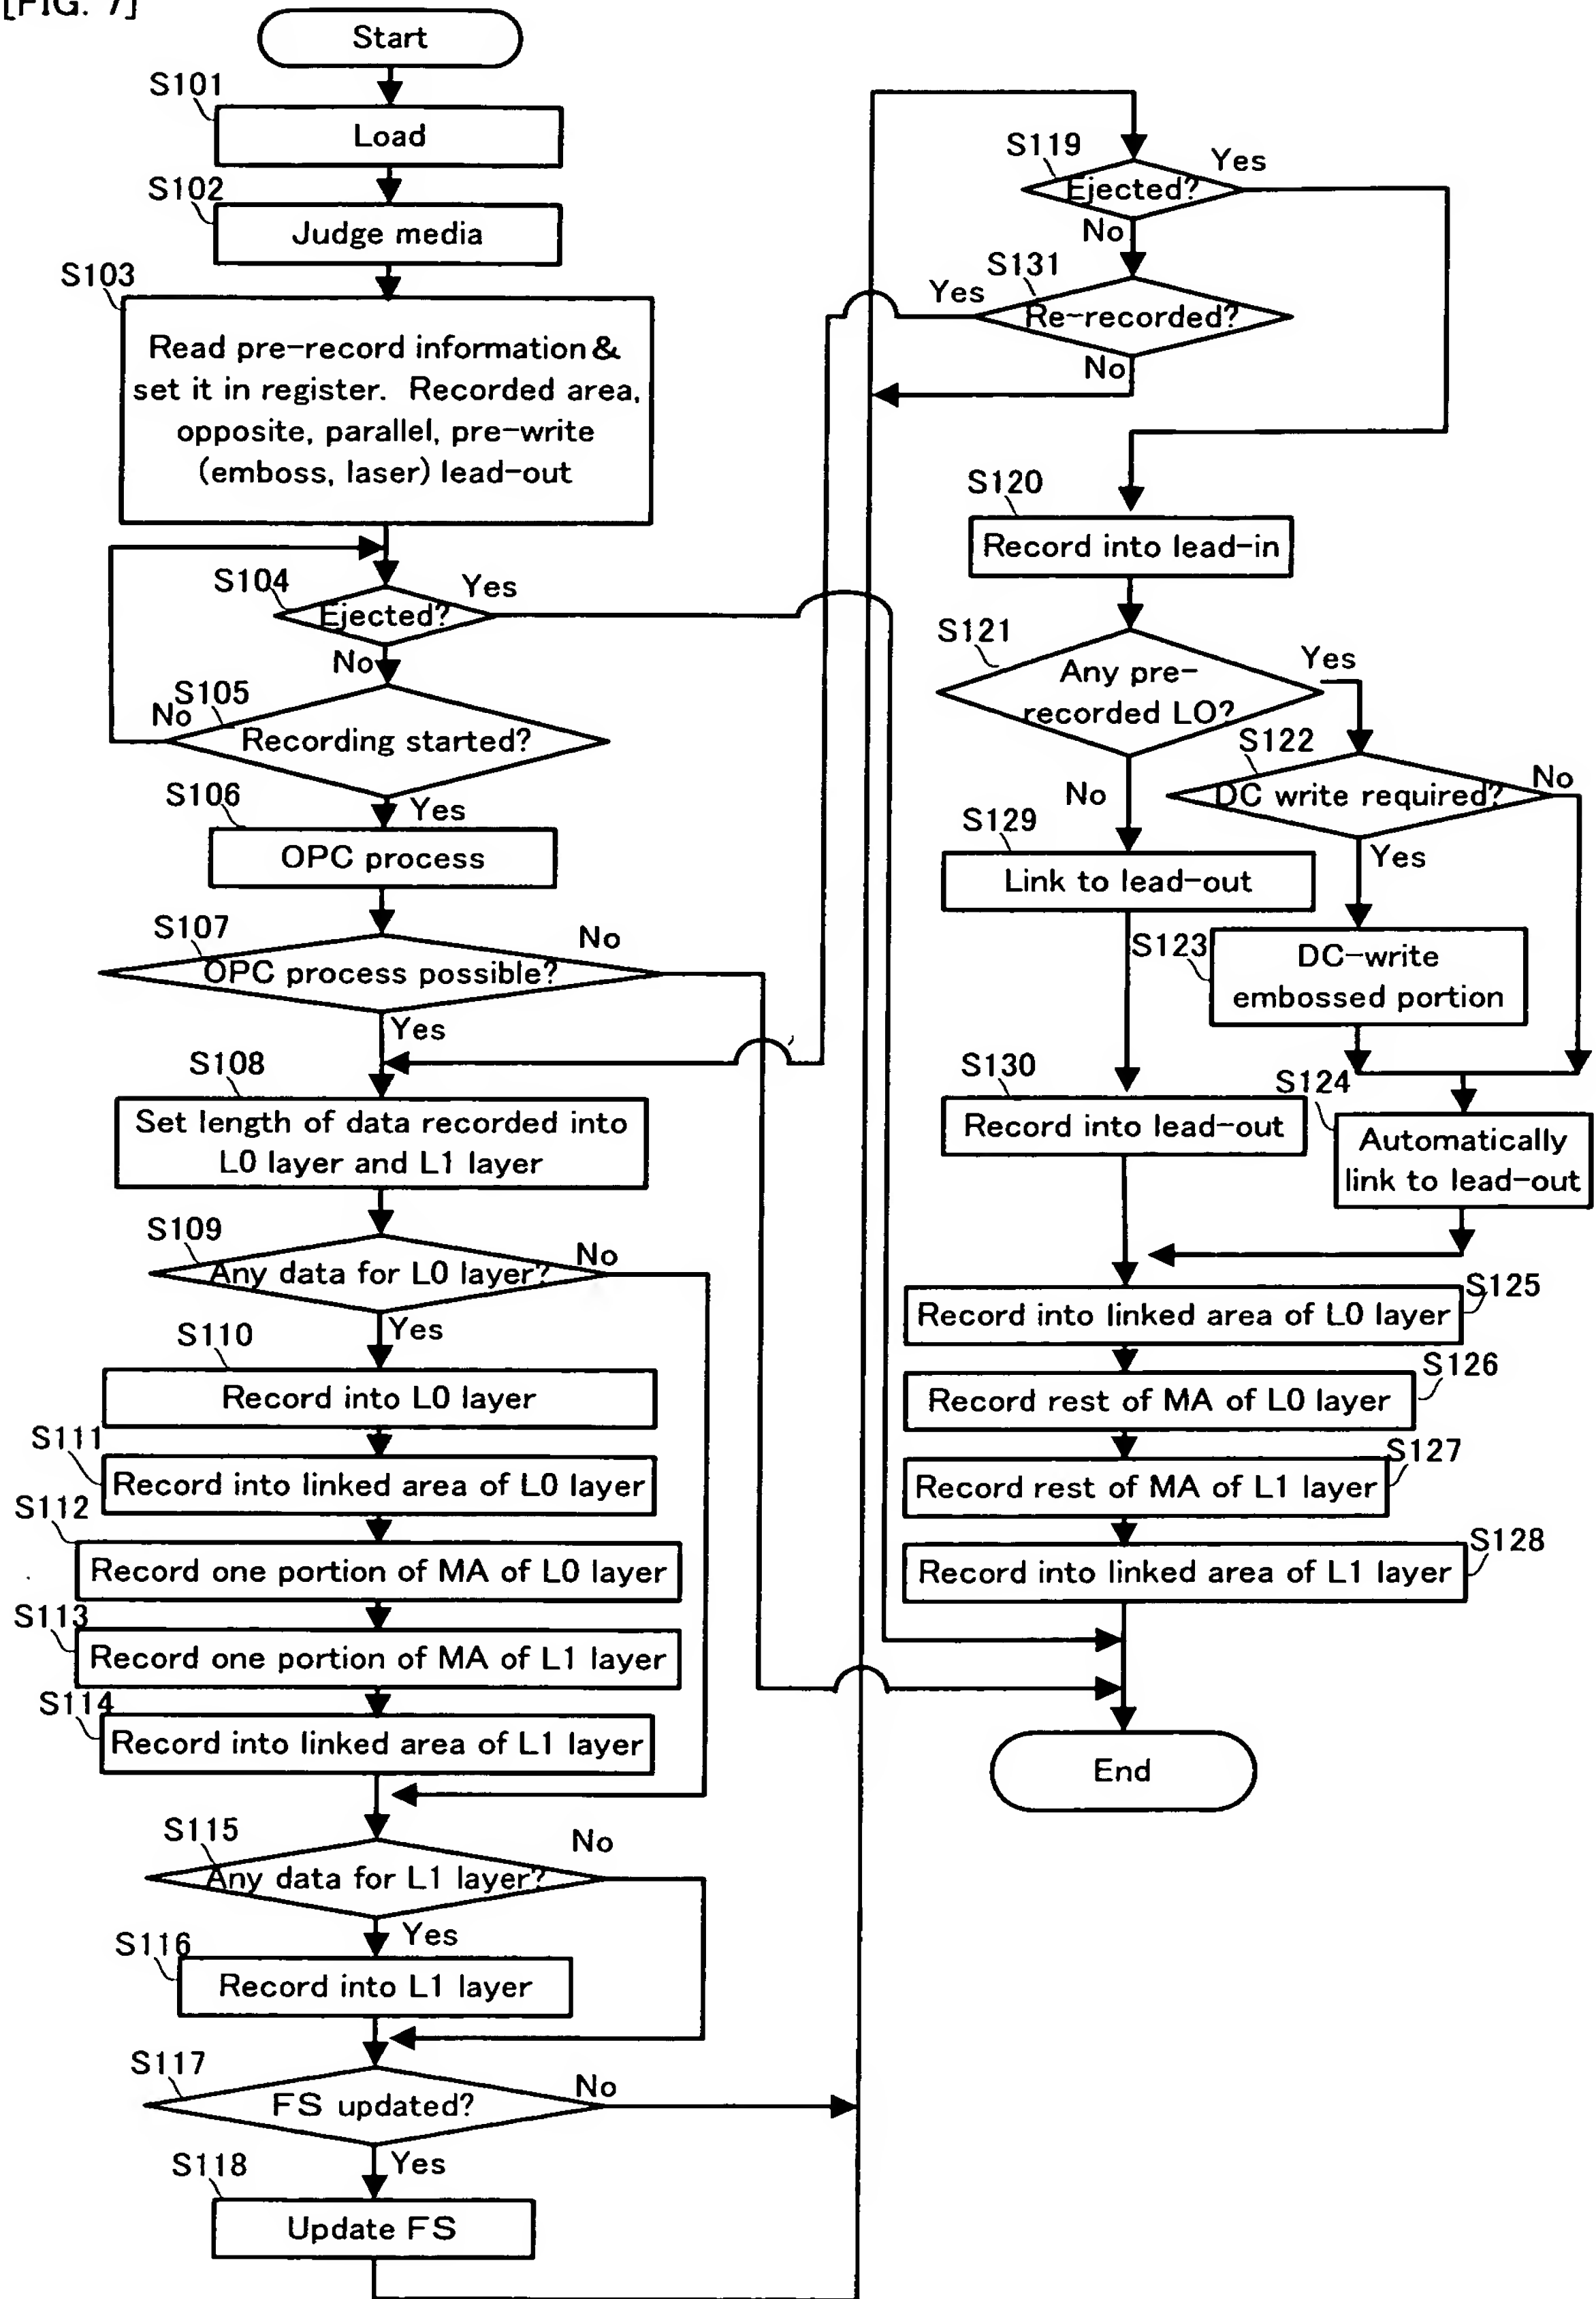 [FIG. 7]
Start
S101
Load
S102
Judge media
S103
Read pre-record information &
set it in register. Recorded area,
opposite, parallel, pre-write
(emboss, laser) lead-out
S104
Yes
Ejected?
No
S105
No
Recording started?
S106
Yes
OPC process
S107
No
OPC process possible?
Yes
S108
Set length of data recorded into
L0 layer and L1 layer
S109
No
Any data for L0 layer?
Yes
S110
Record into L0 layer
S111
Record into linked area of L0 layer
S112
Record one portion of MA of L0 layer
S113
Record one portion of MA of L1 layer
S114
Record into linked area of L1 layer
S115
No
Any data for L1 layer?
Yes
S116
Record into L1 layer
S117
No
FS updated?
Yes
S118
Update FS
S119
Yes
Ejected?
No
S131
Yes
Re-recorded?
No
S120
Record into lead-in
S121
Yes
Any pre-
recorded LO?
S122
No
DC write required?
No
Yes
S129
Link to lead-out
S123
DC-write
embossed portion
S130
Record into lead-out
S124
Automatically
link to lead-out
S125
Record into linked area of L0 layer
S126
Record rest of MA of L0 layer
S127
Record rest of MA of L1 layer
S128
Record into linked area of L1 layer
End